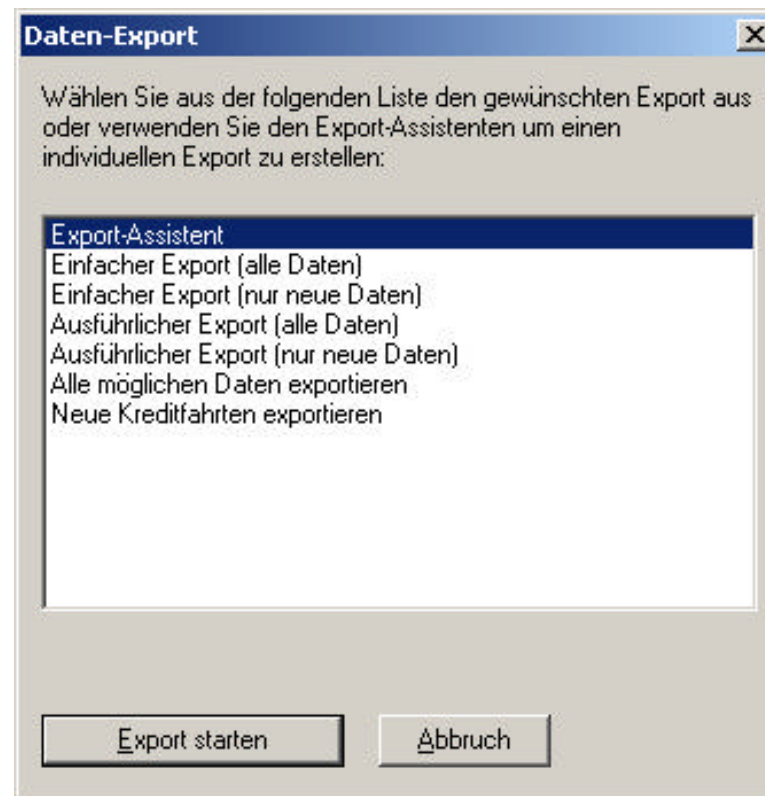 Daten-Export
Wählen Sie aus der folgenden Liste den gewünschten Export aus
oder verwenden Sie den Export-Assistenten um einen
individuellen Export zu erstellen:
Export-Assistent
Einfacher Export (alle Daten)
Einfacher Export (nur neue Daten)
Ausführlicher Export (alle Daten)
Ausführlicher Export (nur neue Daten)
Alle möglichen Daten exportieren
Neue Kreditfahrten exportieren
Export starten Abbruch